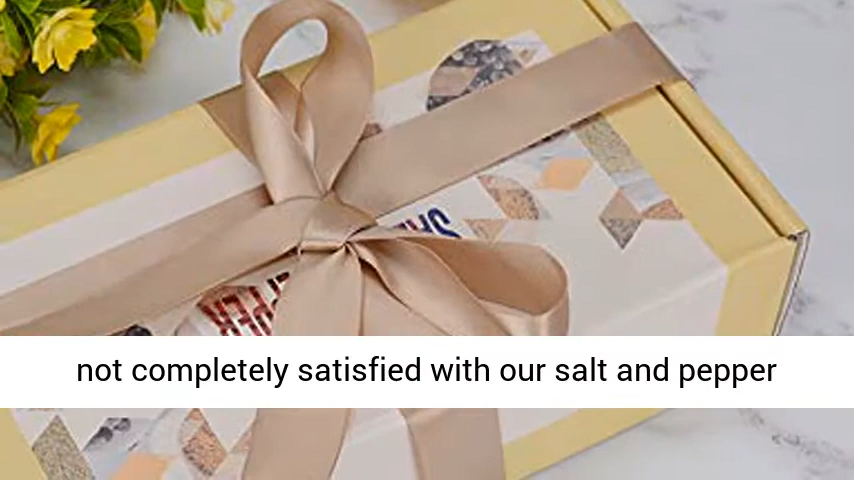 not completely satisfied with our salt and pepper